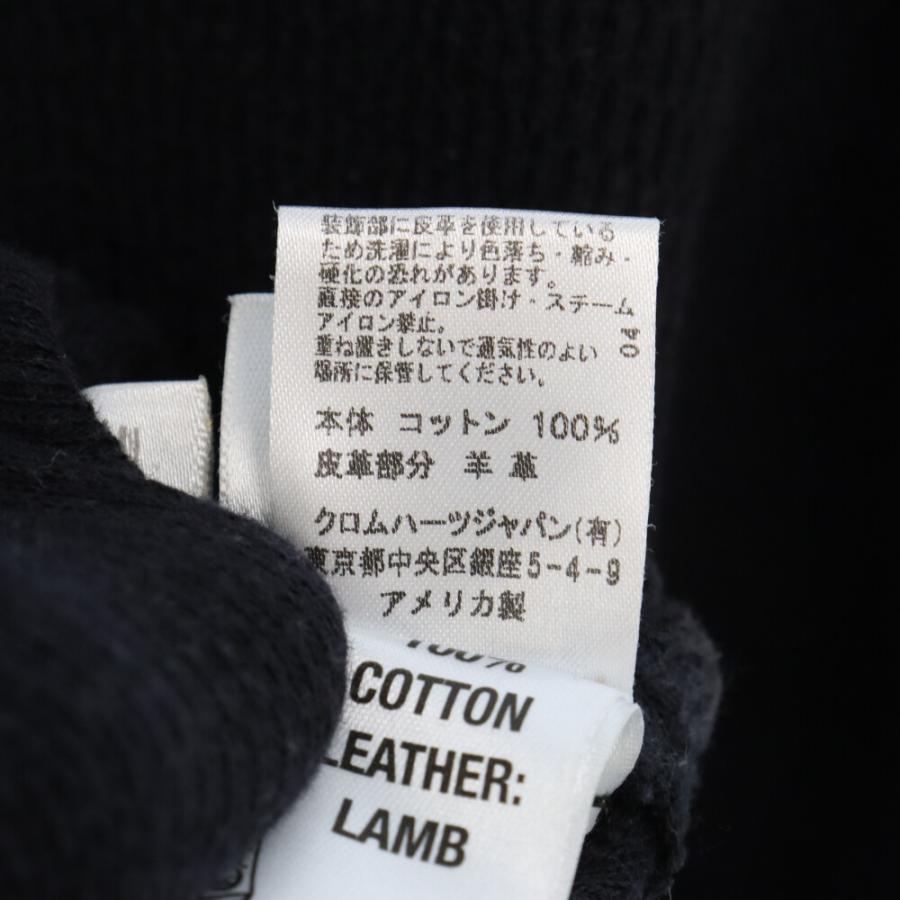 装飾部に皮革を使用している
ため洗濯により色落ち・縮み・
硬化の恐れがあります。
直接のアイロン掛け・スチーム
アイロン禁止。
重ね置きしないで通気性のよい
場所に保管してください。
本体 コットン 100%
皮革部分 羊革
クロムハーツジャパン(有)
東京都中央区銀座5-4-9
アメリカ製
100%
COTTON
LEATHER:
LAMB